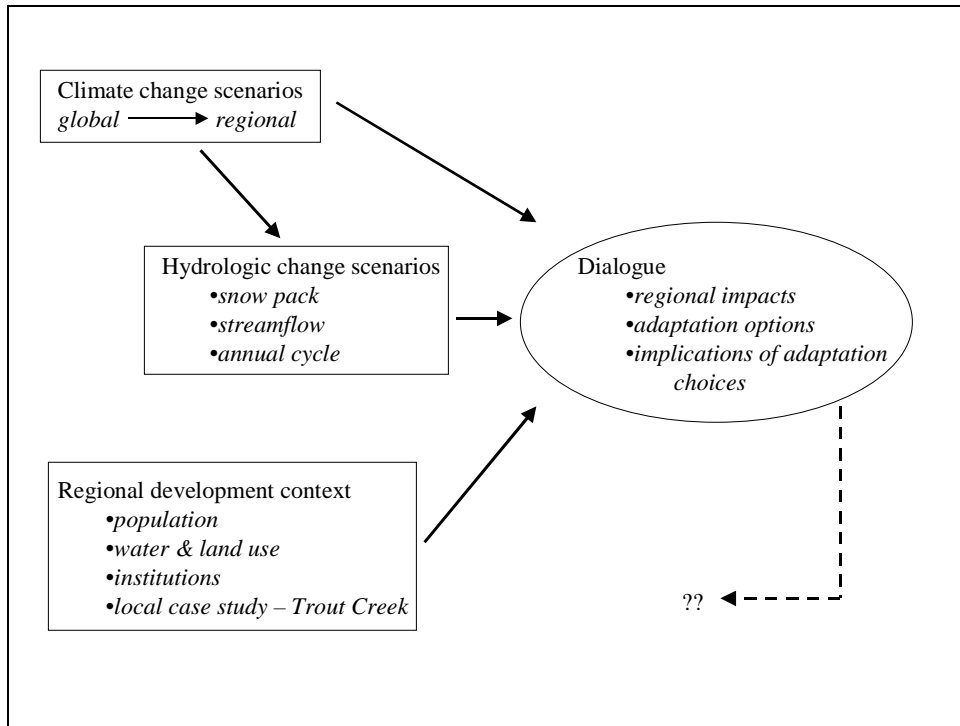 Climate change scenarios
global regional
Hydrologic change scenarios
•snow pack
•streamflow
•annual cycle
Dialogue
•regional impacts
•adaptation options
•implications of adaptation
choices
Regional development context
•population
•water & land use
•institutions
•local case study – Trout Creek
??